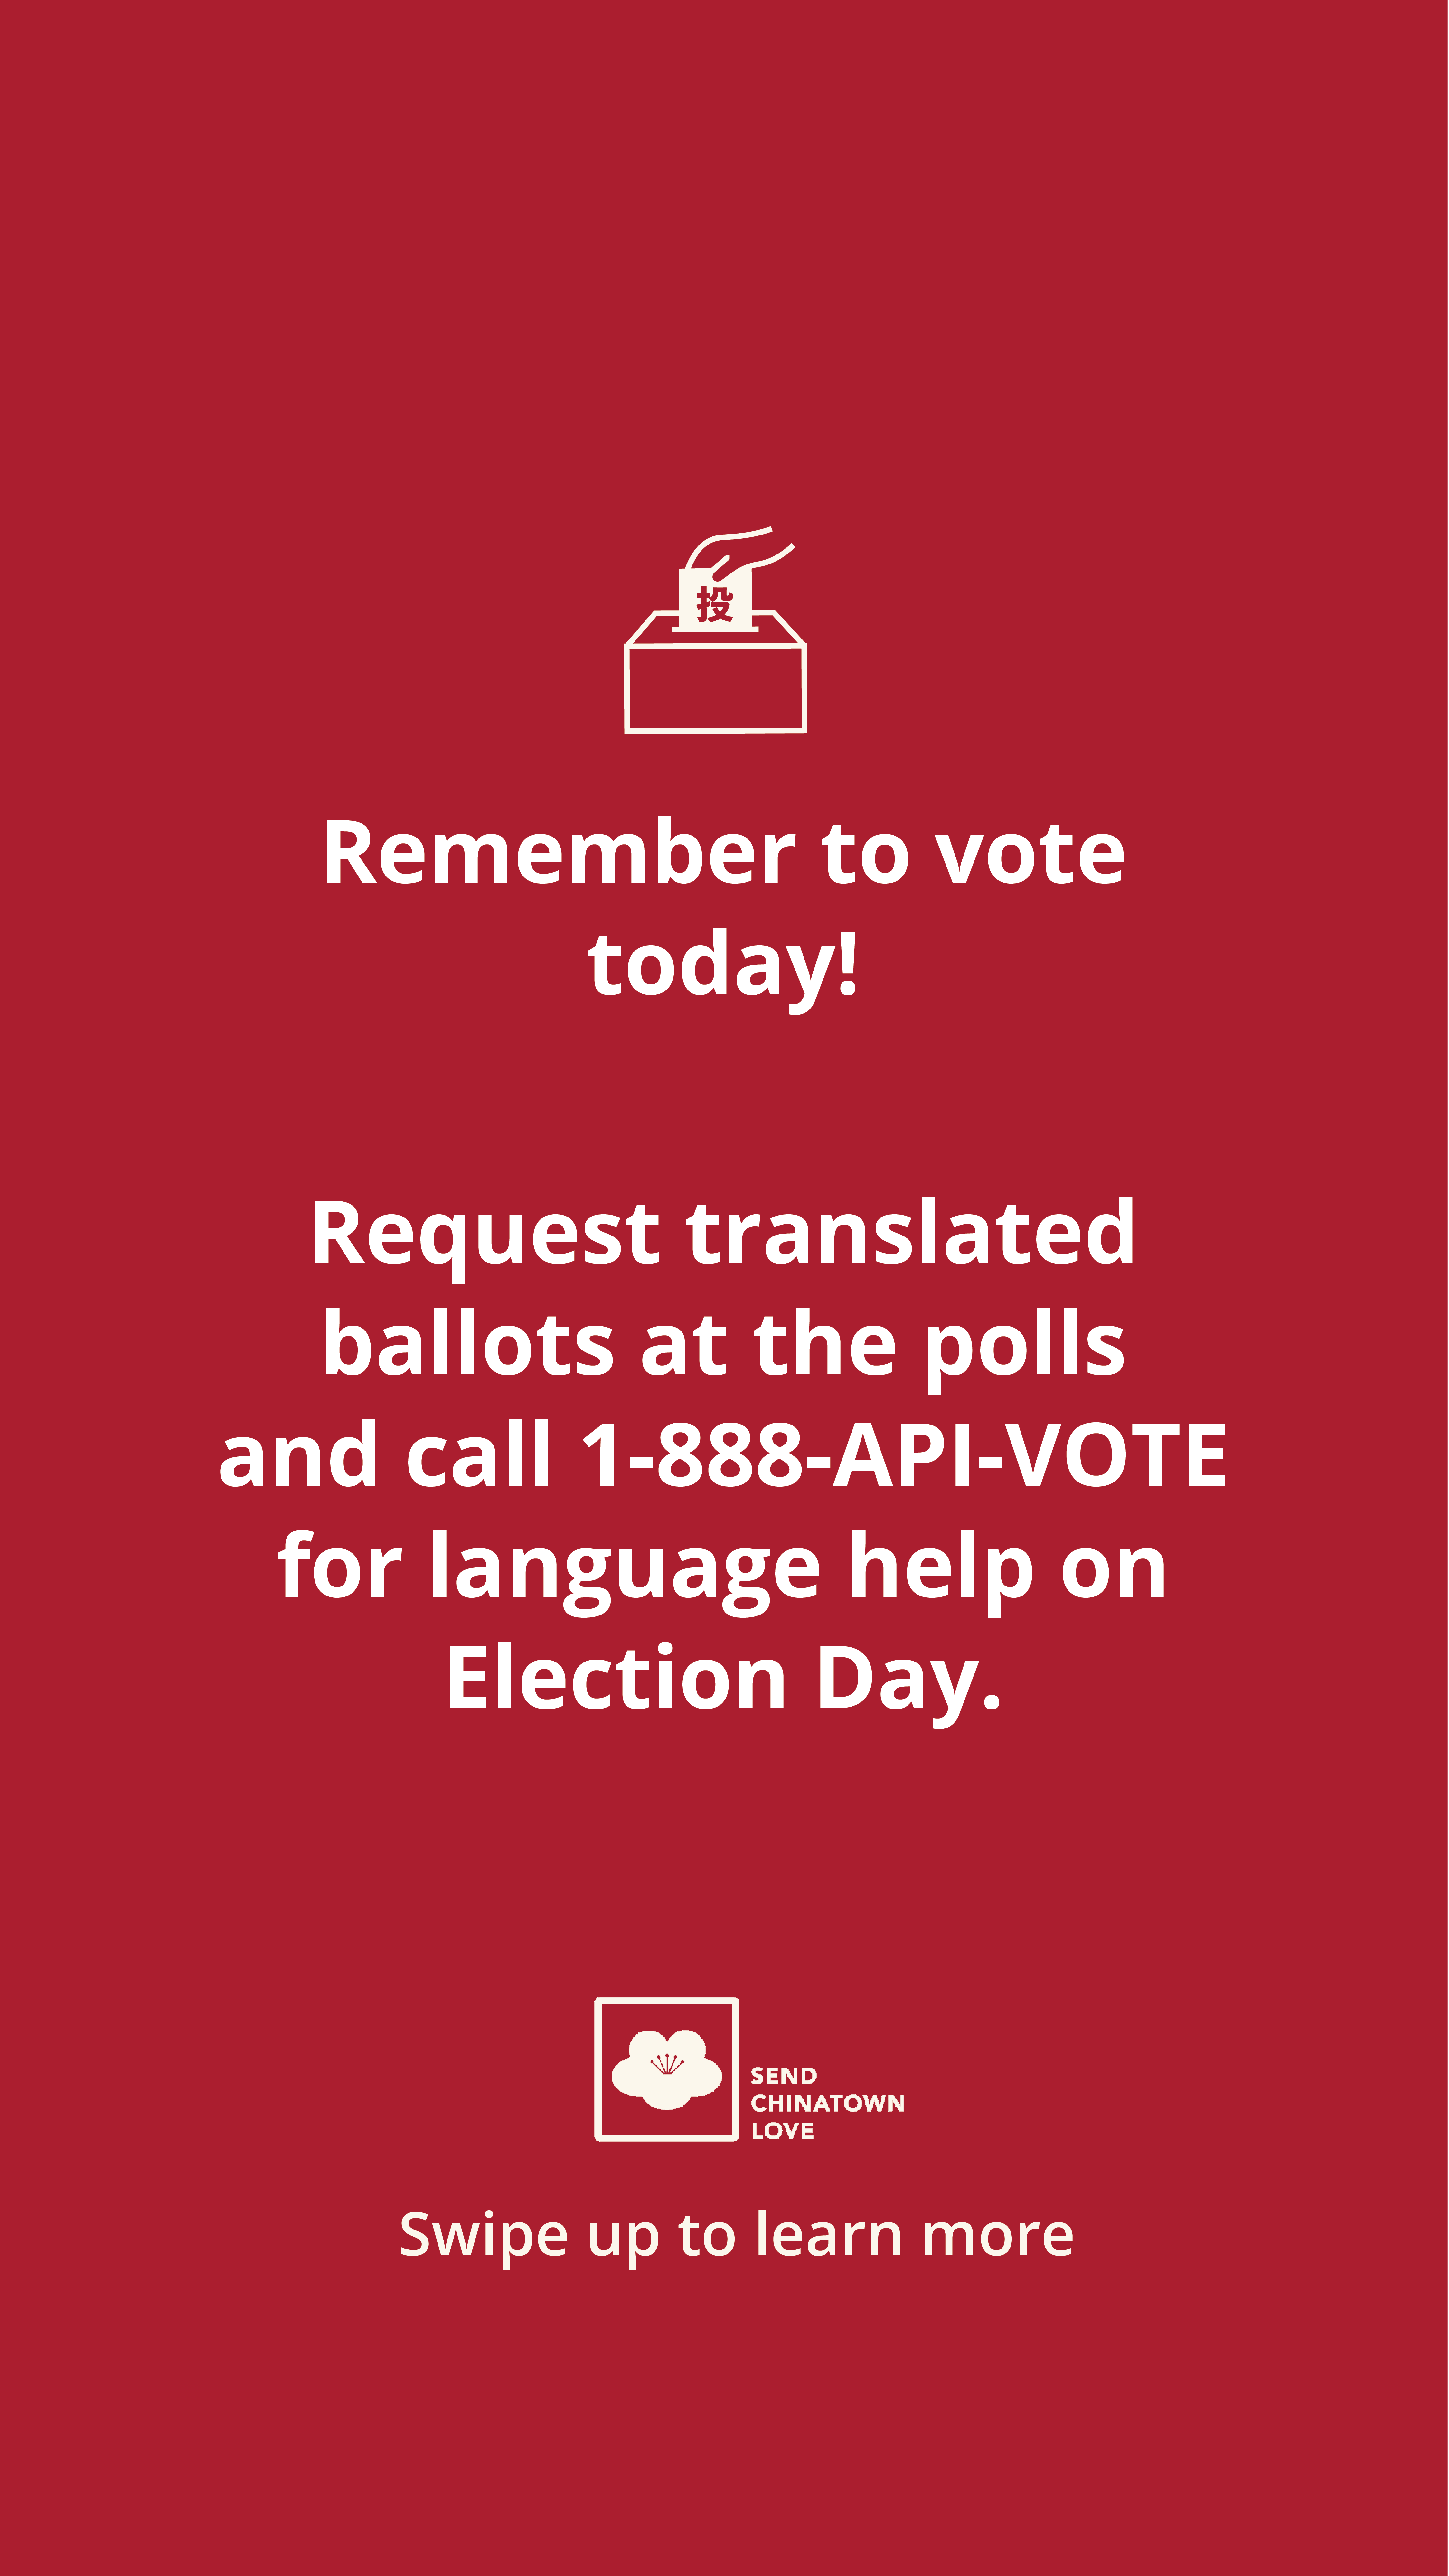 投
Remember to vote
today!
Request translated
ballots at the polls
and call 1-888-API-VOTE
for language help on
Election Day.
SEND
CHINATOWN
LOVE
Swipe up to learn more